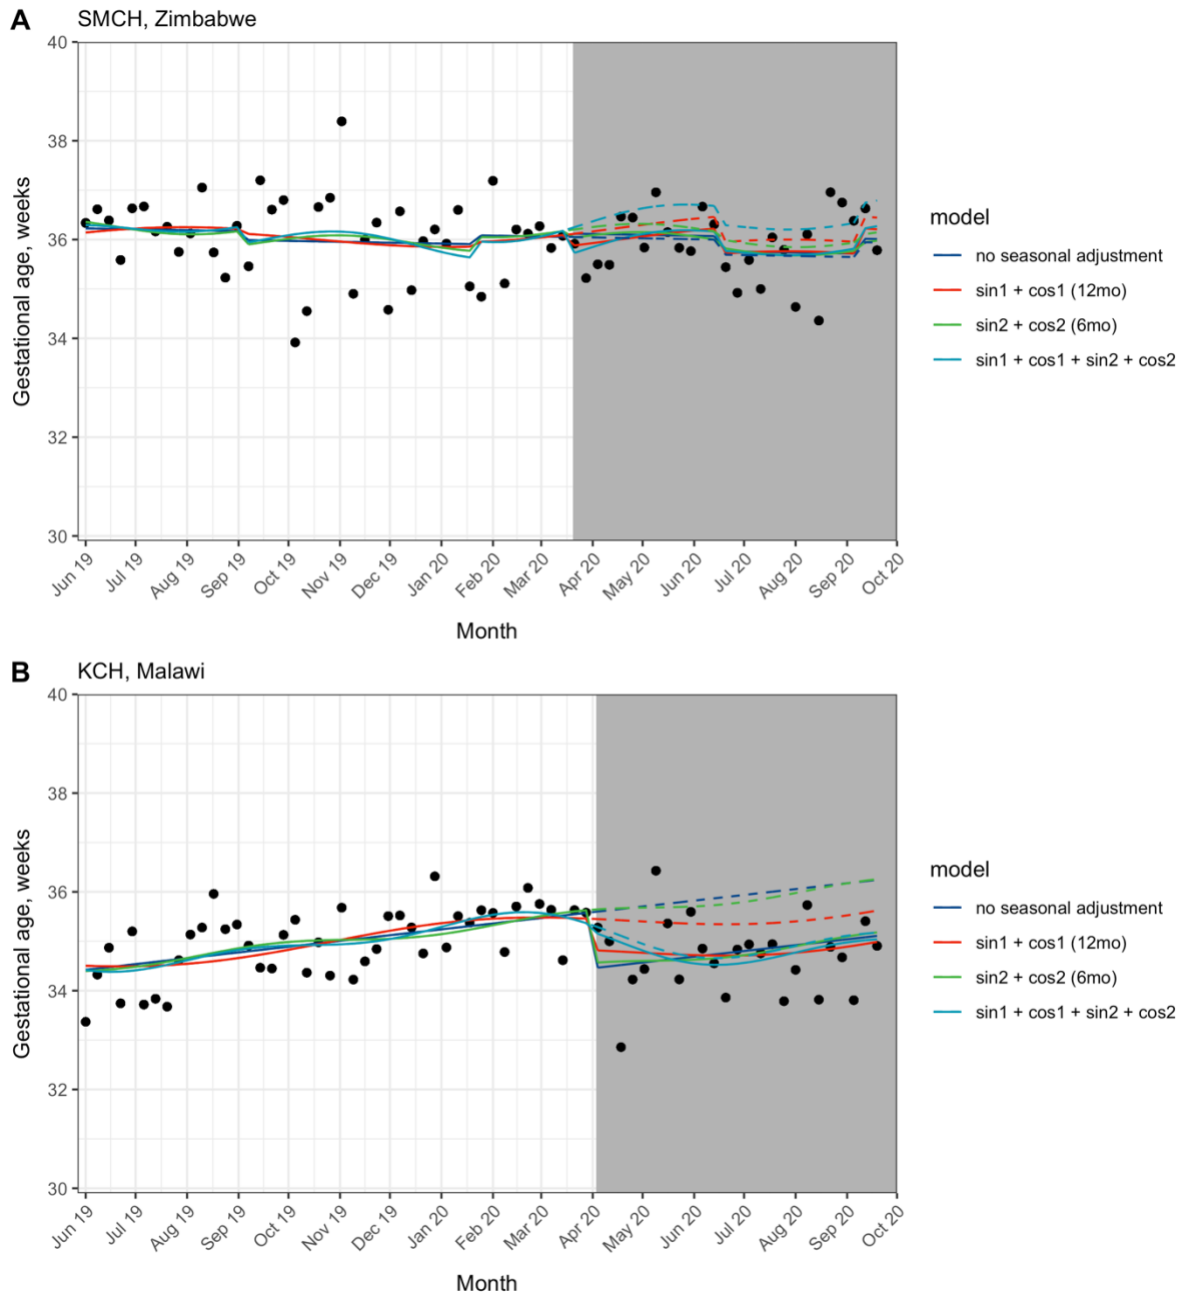 A
SMCH, Zimbabwe
40
38
36
34
32
30
Gestational age, weeks
Jun 19
Jul 19
Aug 19
Sep 19
Oct 19
Nov 19
Dec 19
Jan 20
Feb 20
Mar 20
Apr 20
May 20
Jun 20
Jul 20
Aug 20
Sep 20
Oct 20
Month
model
no seasonal adjustment
sin1 + cos1 (12mo)
sin2 + cos2 (6mo)
sin1 + cos1 + sin2 + cos2
B
KCH, Malawi
40
38
36
34
32
30
Gestational age, weeks
Jun 19
Jul 19
Aug 19
Sep 19
Oct 19
Nov 19
Dec 19
Jan 20
Feb 20
Mar 20
Apr 20
May 20
Jun 20
Jul 20
Aug 20
Sep 20
Oct 20
Month
model
no seasonal adjustment
sin1 + cos1 (12mo)
sin2 + cos2 (6mo)
sin1 + cos1 + sin2 + cos2